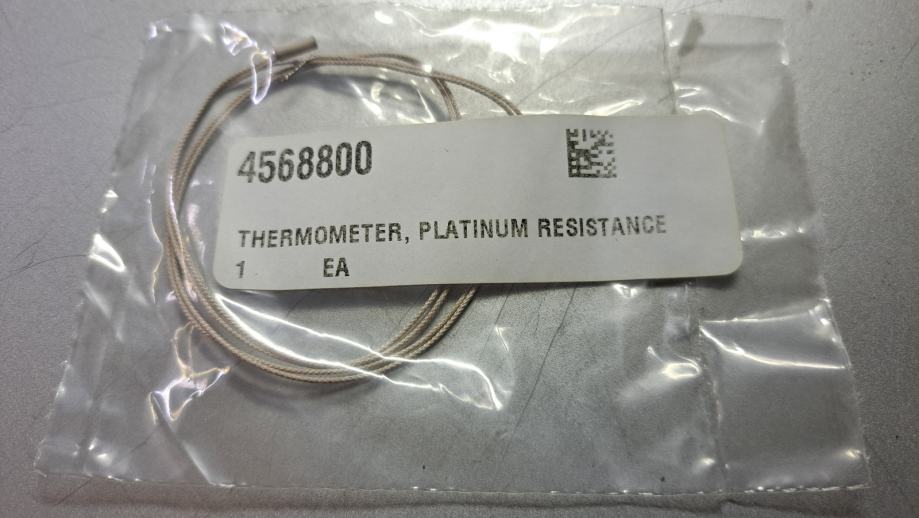 4568800
THERMOMETER, PLATINUM RESISTANCE
1 EA